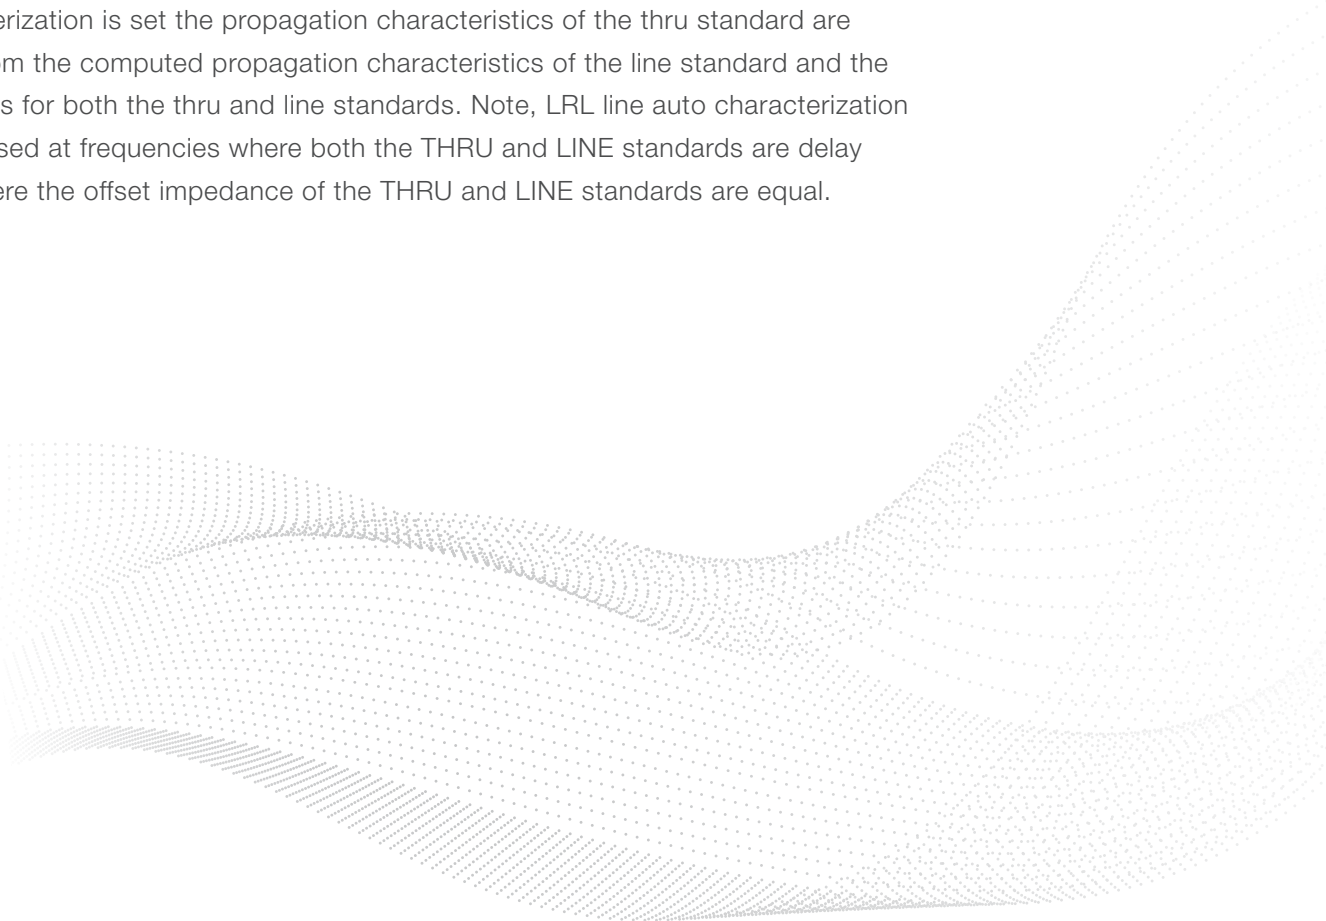 erization is set the propagation characteristics of the thru standard are
om the computed propagation characteristics of the line standard and the
s for both the thru and line standards. Note, LRL line auto characterization
sed at frequencies where both the THRU and LINE standards are delay
ere the offset impedance of the THRU and LINE standards are equal.